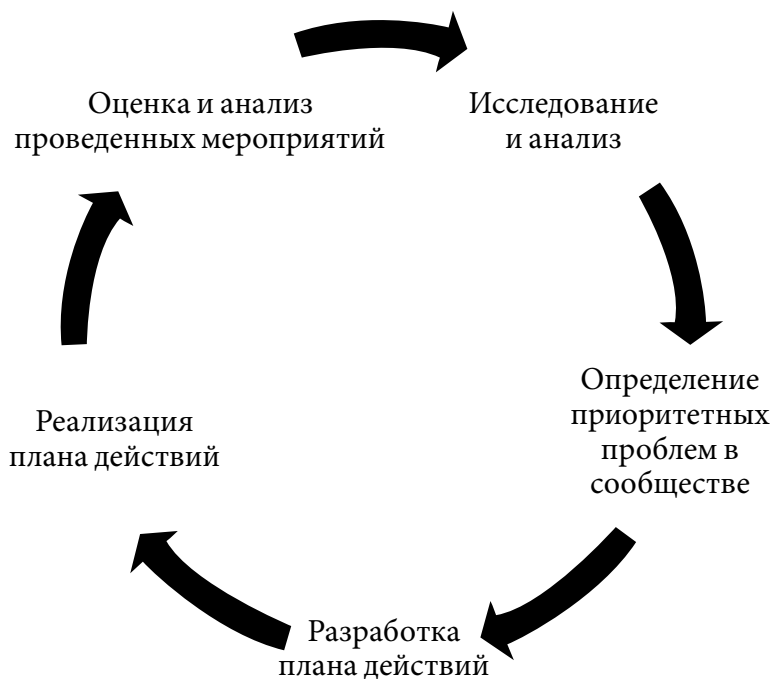 Оценка и анализ
проведенных мероприятий
Исследование
и анализ
Определение
приоритетных
проблем в
сообществе
Разработка
плана действий
Реализация
плана действий